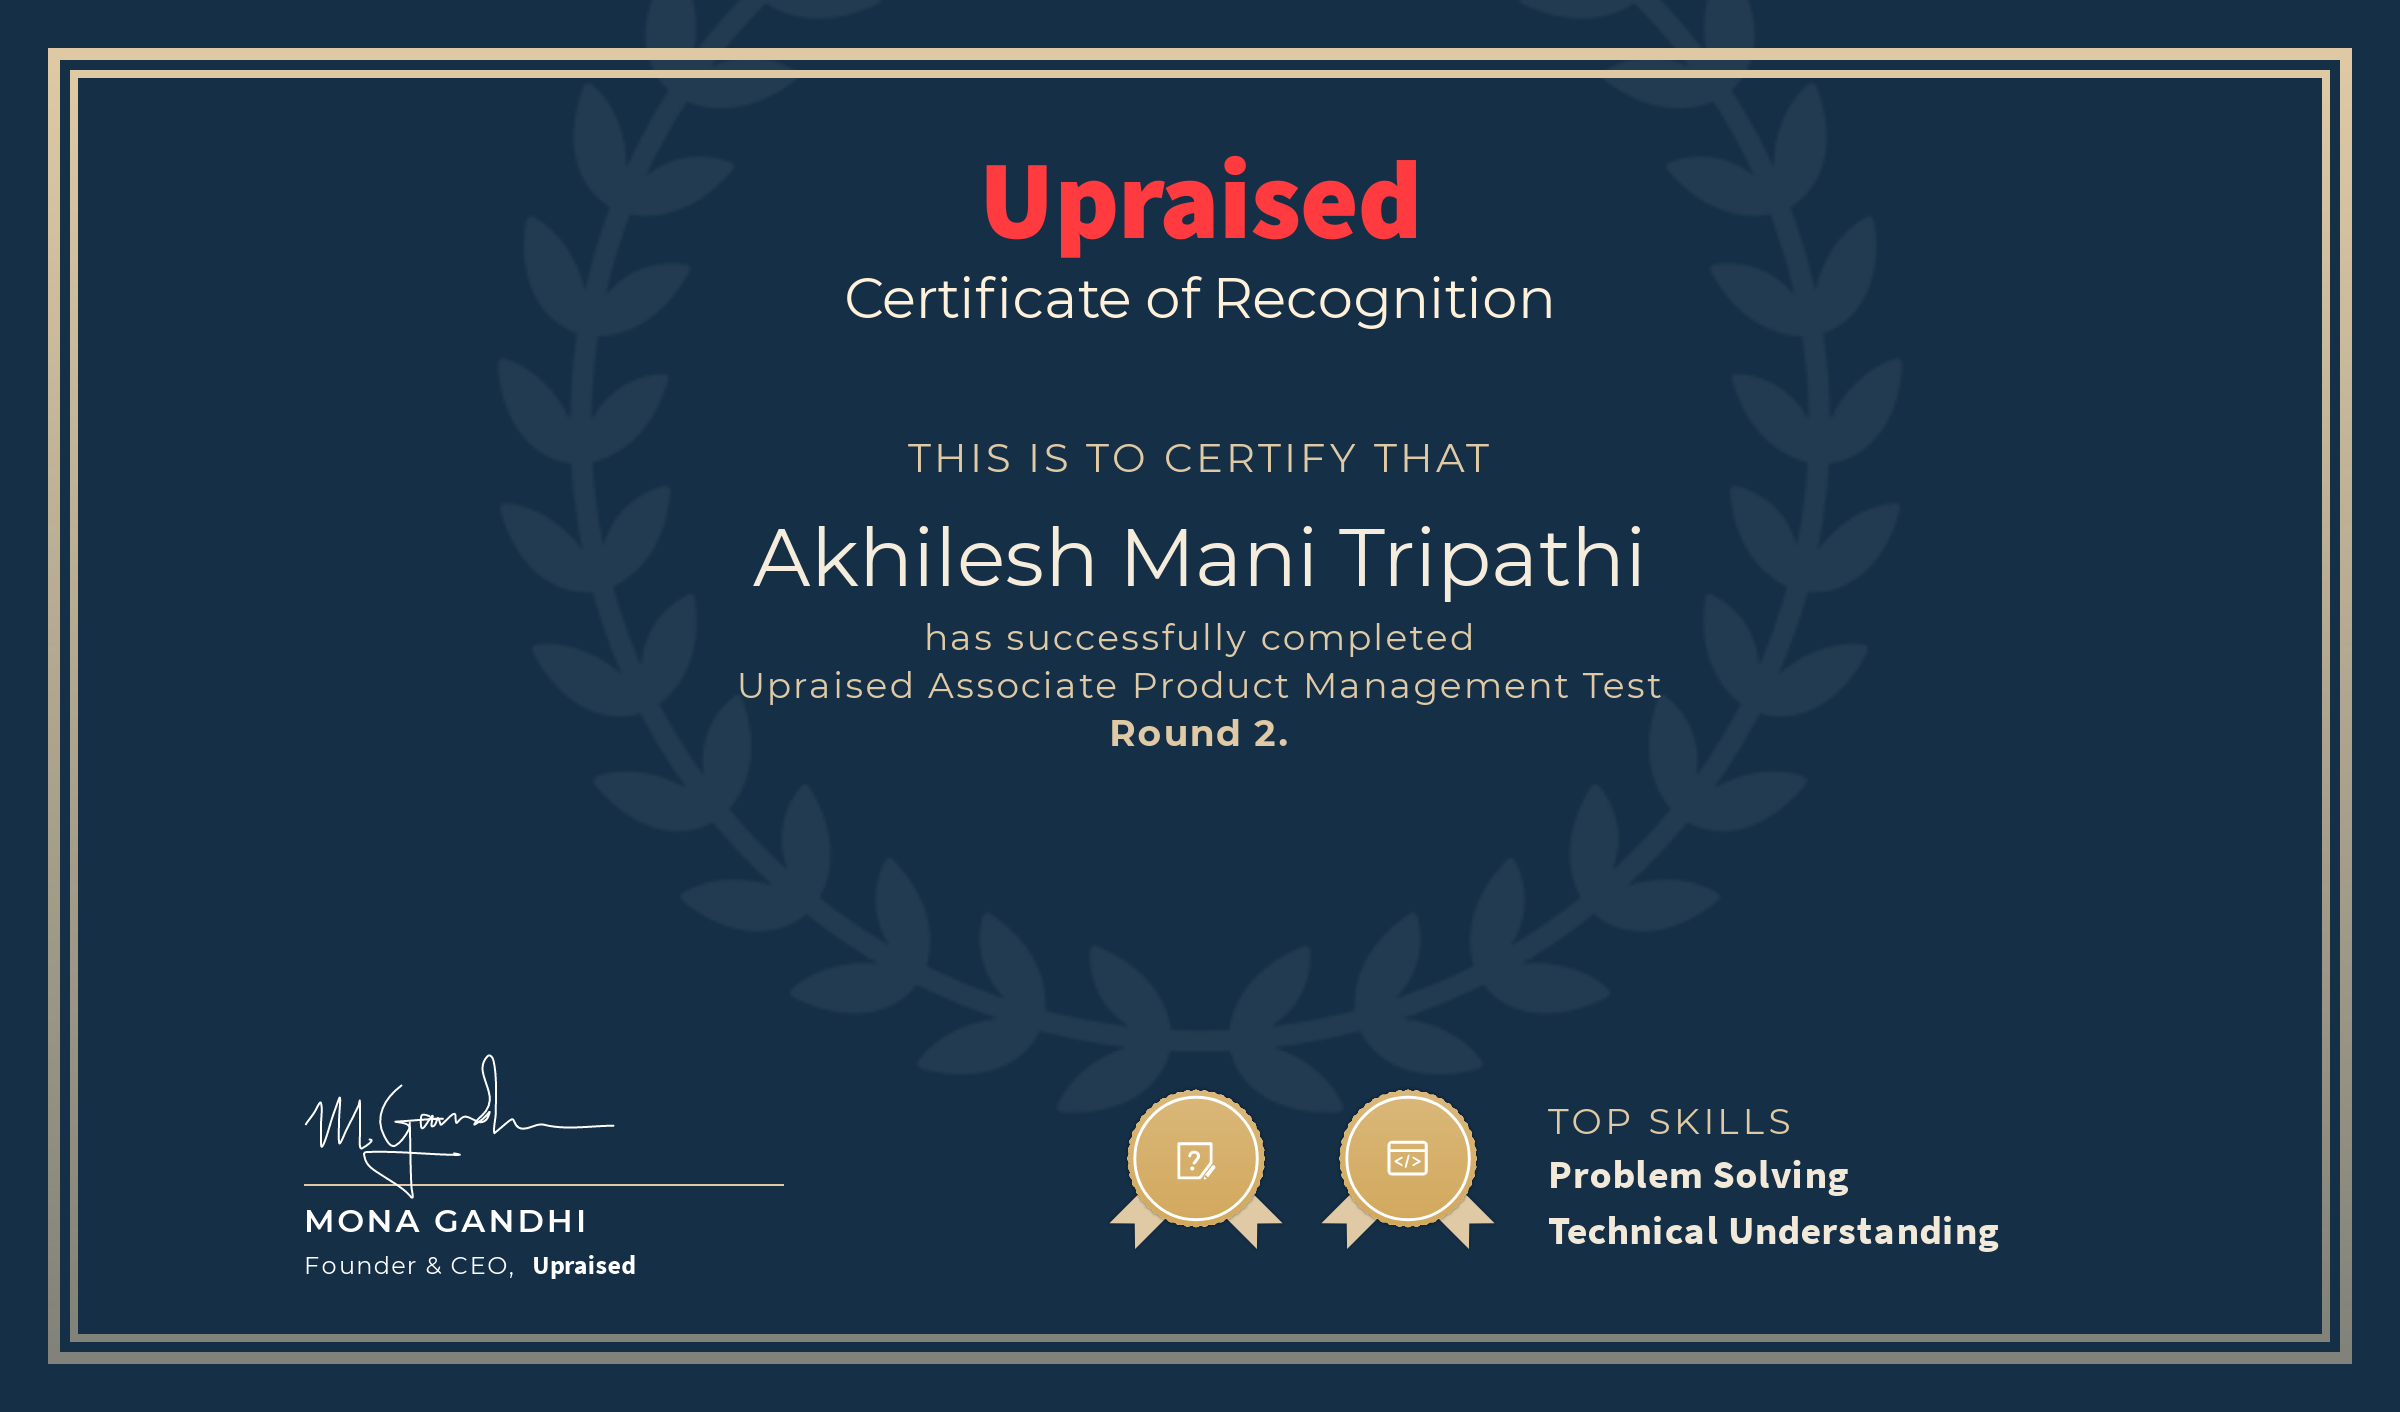 Upraised
Certificate of Recognition
THIS IS TO CERTIFY THAT
Akhilesh Mani Tripathi
has successfully completed
Upraised Associate Product Management Test
Round 2.
M. Gandhi
MONA GANDHI
Founder & CEO, Upraised
?
</>
TOP SKILLS
Problem Solving
Technical Understanding